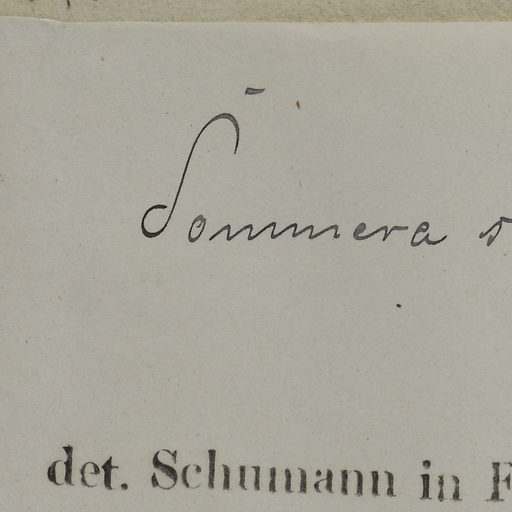 Sommera s
det. Schumann in F